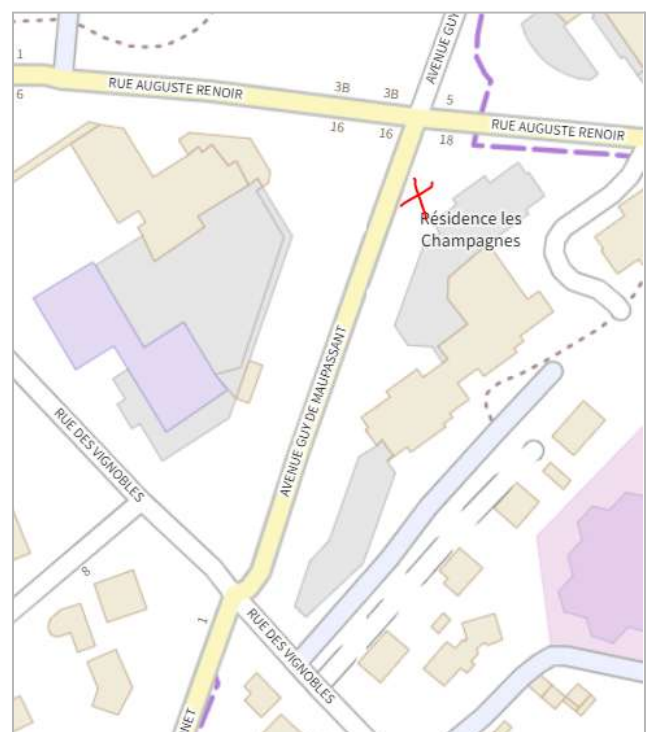 AVENUE GUY
1
RUE AUGUSTE RENOIR
3B
3B
5
6
16
16
18
RUE AUGUSTE RENOIR
Résidence les
Champagnes
AVENUE GUY DE MAUPASSANT
RUE DES VIGNOBLES
8
1
RUE DES VIGNOBLES
NET